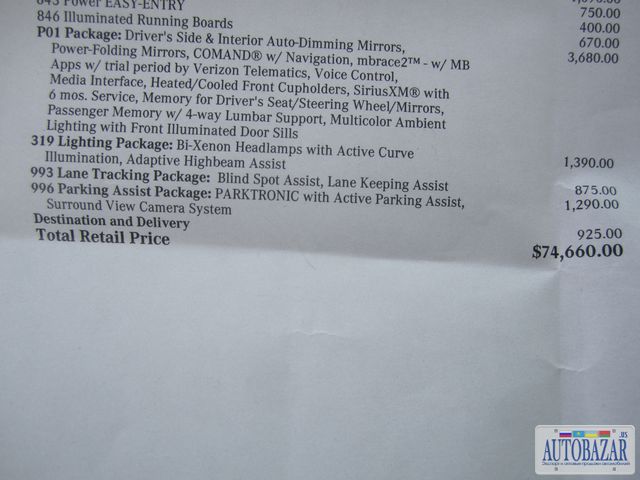 Power EASY-ENTRY
750.00
846 Illuminated Running Boards
400.00
P01 Package: Driver's Side & Interior Auto-Dimming Mirrors,
670.00
Power-Folding Mirrors, COMAND® w/ Navigation, mbrace2™ - w/ MB
3,680.00
Apps w/ trial period by Verizon Telematics, Voice Control,
Media Interface, Heated/Cooled Front Cupholders, SiriusXM® with
6 mos. Service, Memory for Driver's Seat/Steering Wheel/Mirrors,
Passenger Memory w/ 4-way Lumbar Support, Multicolor Ambient
Lighting with Front Illuminated Door Sills
319 Lighting Package: Bi-Xenon Headlamps with Active Curve
Illumination, Adaptive Highbeam Assist
1,390.00
993 Lane Tracking Package: Blind Spot Assist, Lane Keeping Assist
875.00
996 Parking Assist Package: PARKTRONIC with Active Parking Assist,
1,290.00
Surround View Camera System
Destination and Delivery
925.00
Total Retail Price
$74,660.00
.US
AUTOBAZAR